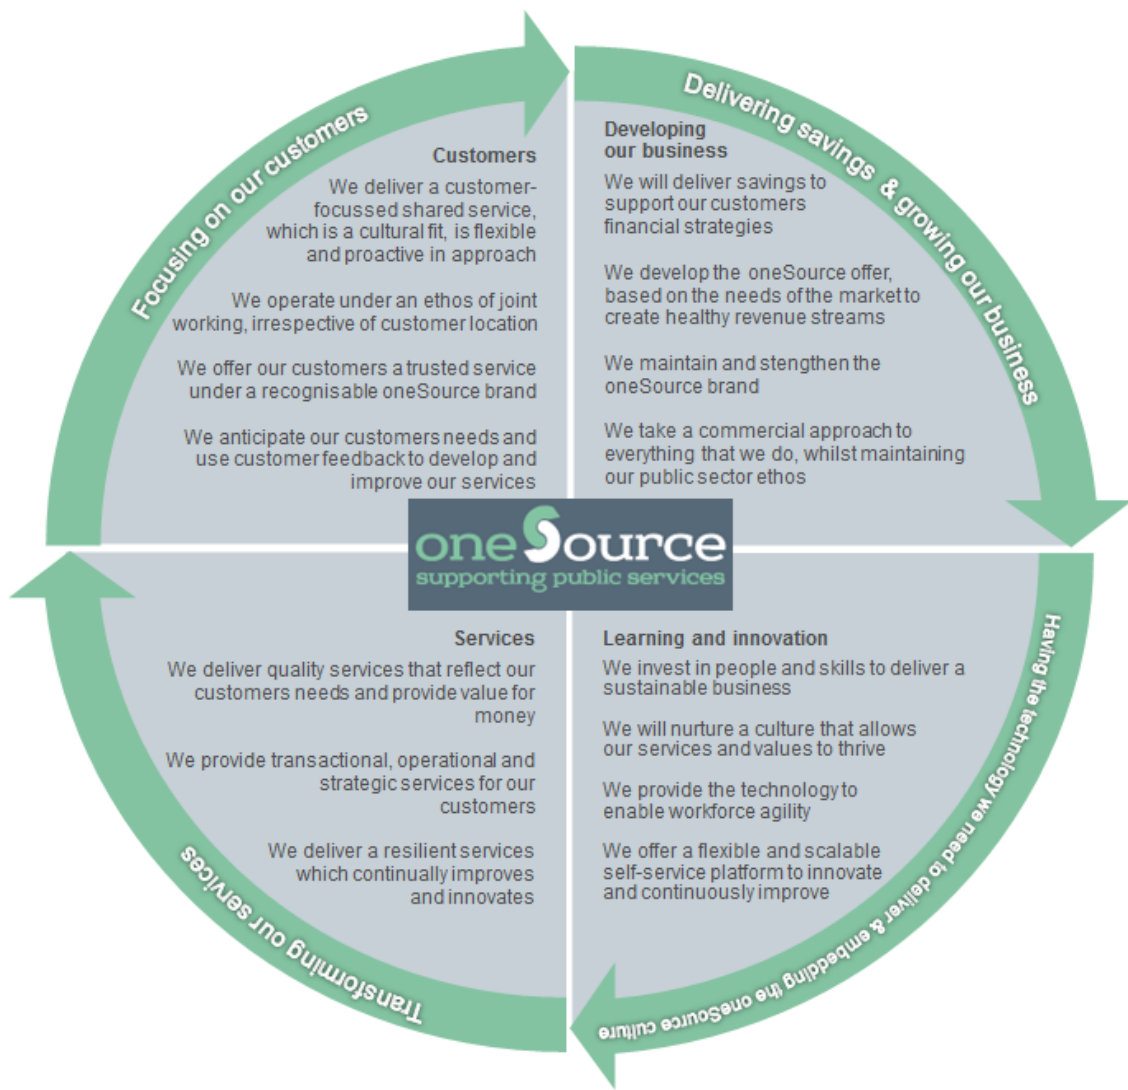 Focusing on our customers
Customers
We deliver a customer-
focussed shared service,
which is a cultural fit, is flexible
and proactive in approach
We operate under an ethos of joint
working, irrespective of customer location
We offer our customers a trusted service
under a recognisable oneSource brand
We anticipate our customers needs and
use customer feedback to develop and
improve our services
Delivering savings & growing our business
Developing
our business
We will deliver savings to
support our customers
financial strategies
We develop the oneSource offer,
based on the needs of the market to
create healthy revenue streams
We maintain and stengthen the
oneSource brand
We take a commercial approach to
everything that we do, whilst maintaining
our public sector ethos
oneSource
supporting public services
Services
We deliver quality services that reflect our
customers needs and provide value for
money
We provide transactional, operational and
strategic services for our
customers
We deliver a resilient services
which continually improves
and innovates
Transforming our services
Learning and innovation
We invest in people and skills to deliver a
sustainable business
We will nurture a culture that allows
our services and values to thrive
We provide the technology to
enable workforce agility
We offer a flexible and scalable
self-service platform to innovate
and continuously improve
Having the technology we need to deliver & embedding the oneSource culture